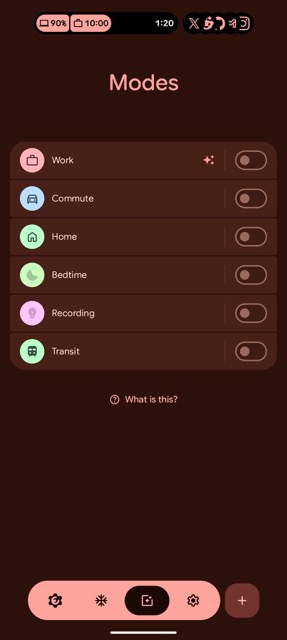 90% 10:00 1:20
Modes
Work
Commute
Home
Bedtime
Recording
Transit
What is this?